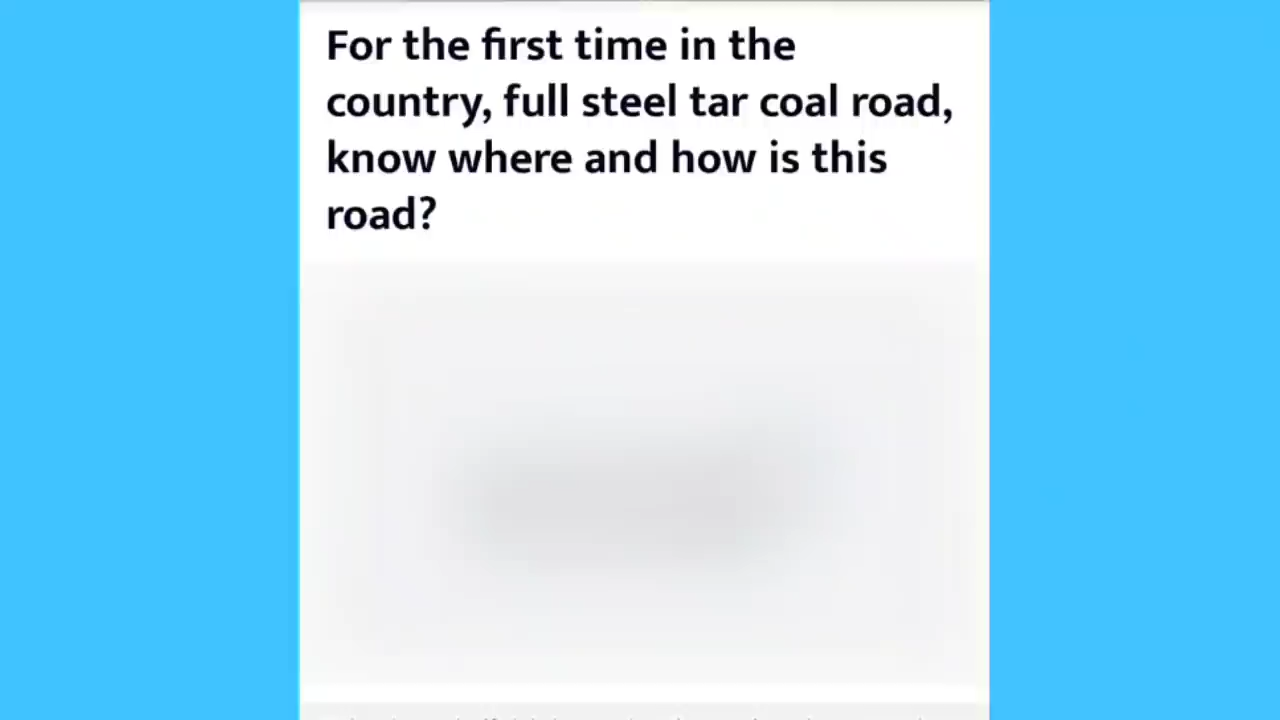 For the first time in the
country, full steel tar coal road,
know where and how is this
road?